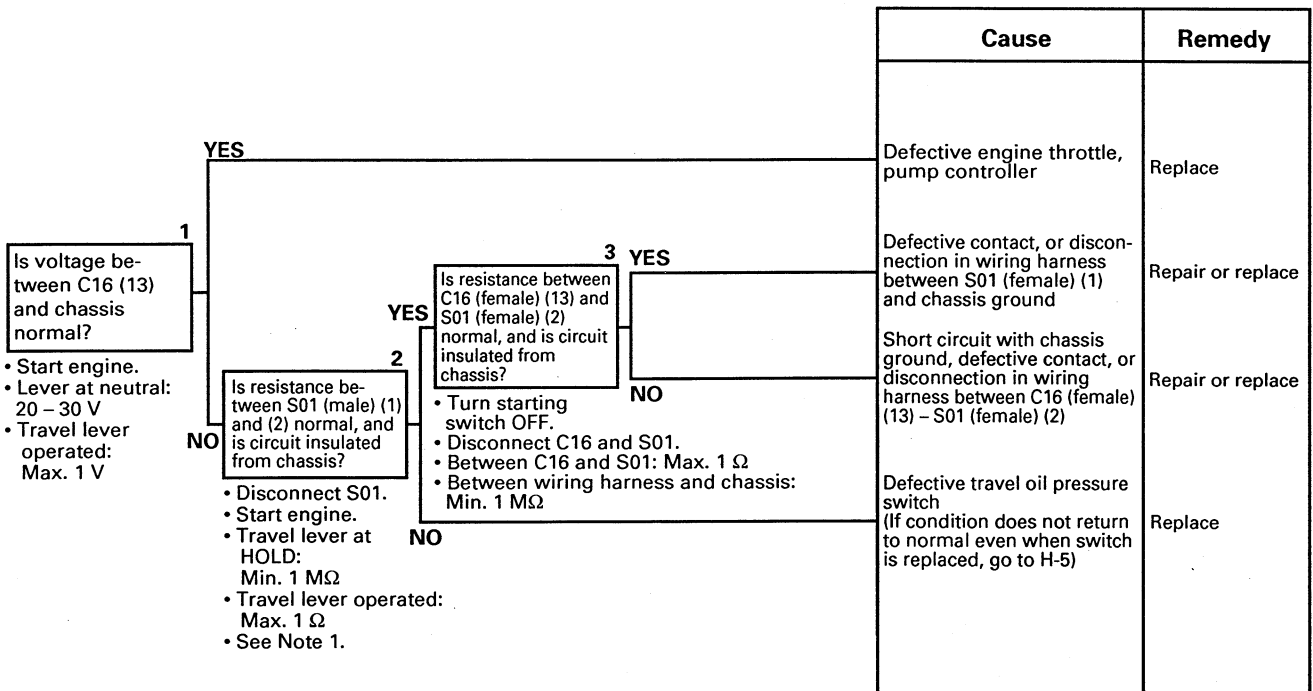 Cause
Remedy
YES
Defective engine throttle,
pump controller
Replace
1
Is voltage be-
tween C16 (13)
and chassis
normal?
• Start engine.
• Lever at neutral:
20 – 30 V
• Travel lever
operated:
Max. 1 V
NO
2
Is resistance be-
tween S01 (male) (1)
and (2) normal, and
is circuit insulated
from chassis?
• Disconnect S01.
• Start engine.
• Travel lever at
HOLD:
Min. 1 MΩ
• Travel lever operated:
Max. 1 Ω
• See Note 1.
YES
3
Is resistance between
C16 (female) (13) and
S01 (female) (2)
normal, and is circuit
insulated from
chassis?
• Turn starting
switch OFF.
• Disconnect C16 and S01.
• Between C16 and S01: Max. 1 Ω
• Between wiring harness and chassis:
Min. 1 MΩ
YES
Defective contact, or discon-
nection in wiring harness
between S01 (female) (1)
and chassis ground
Repair or replace
NO
Short circuit with chassis
ground, defective contact, or
disconnection in wiring
harness between C16 (female)
(13) – S01 (female) (2)
Repair or replace
NO
Defective travel oil pressure
switch
(If condition does not return
to normal even when switch
is replaced, go to H-5)
Replace